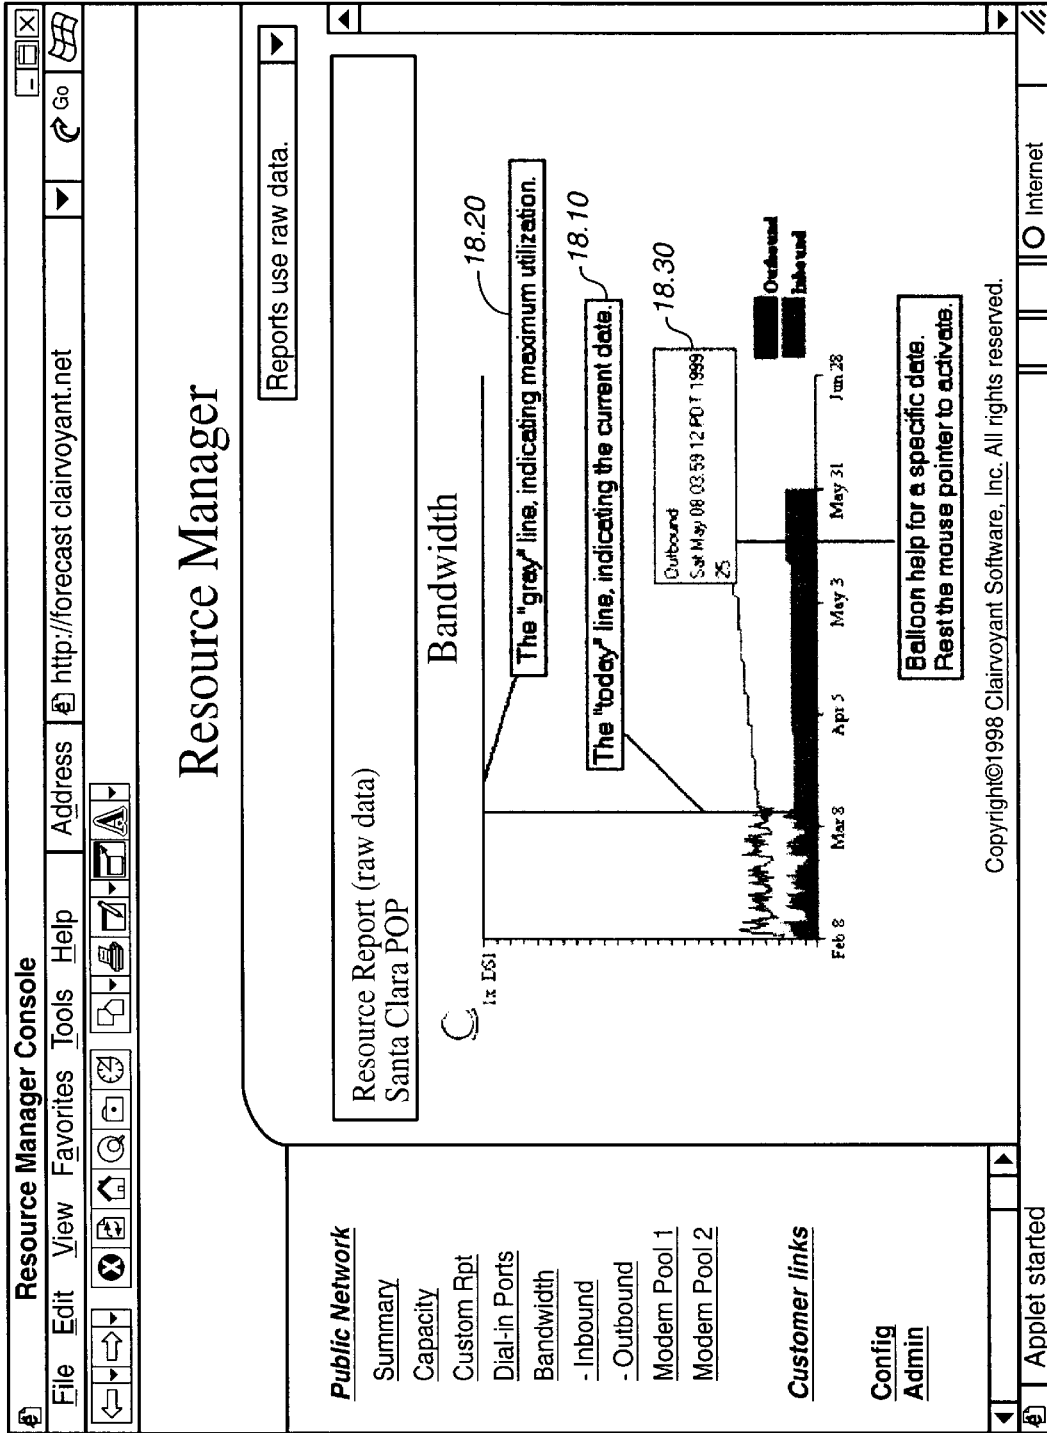 Resource Manager Console
File Edit View Favorites Tools Help Address http://forecast clairvoyant.net Go
Resource Manager
Reports use raw data.
Public Network
Summary
Capacity
Custom Rpt
Dial-in Ports
Bandwidth
- Inbound
- Outbound
Modem Pool 1
Modem Pool 2
Customer links
Config
Admin
Resource Report (raw data)
Santa Clara POP
Bandwidth
1x DS1
18.20
The "gray" line, indicating maximum utilization.
18.10
The "today" line, indicating the current date.
18.30
Outbound
Sat May 08 03:59 12 PDT 1999
25
Outbound
Inbound
Feb 8 Mar 8 Apr 5 May 3 May 31 Jun 28
Balloon help for a specific date.
Rest the mouse pointer to activate.
Copyright©1998 Clairvoyant Software, Inc. All rights reserved.
Applet started
Internet